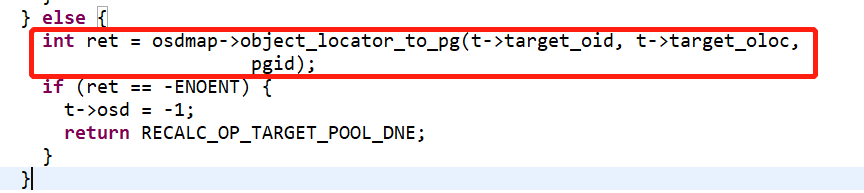 } else {
int ret = osdmap->object_locator_to_pg(t->target_oid, t->target_oloc,
pgid);
if (ret == -ENOENT) {
t->osd = -1;
return RECALC_OP_TARGET_POOL_DNE;
}
}